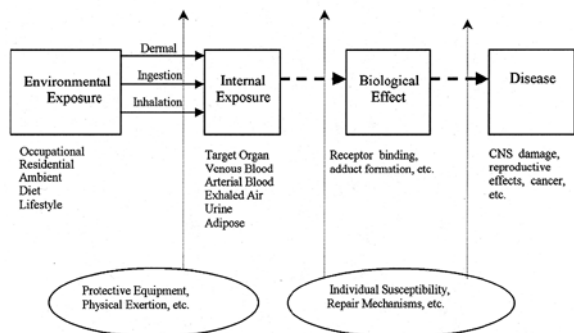 Dermal
Ingestion
Inhalation
Environmental
Exposure
Internal
Exposure
Biological
Effect
Disease
Occupational
Residential
Ambient
Diet
Lifestyle
Target Organ
Venous Blood
Arterial Blood
Exhaled Air
Urine
Adipose
Receptor binding,
adduct formation, etc.
CNS damage,
reproductive
effects, cancer,
etc.
Protective Equipment,
Physical Exertion, etc.
Individual Susceptibility,
Repair Mechanisms, etc.